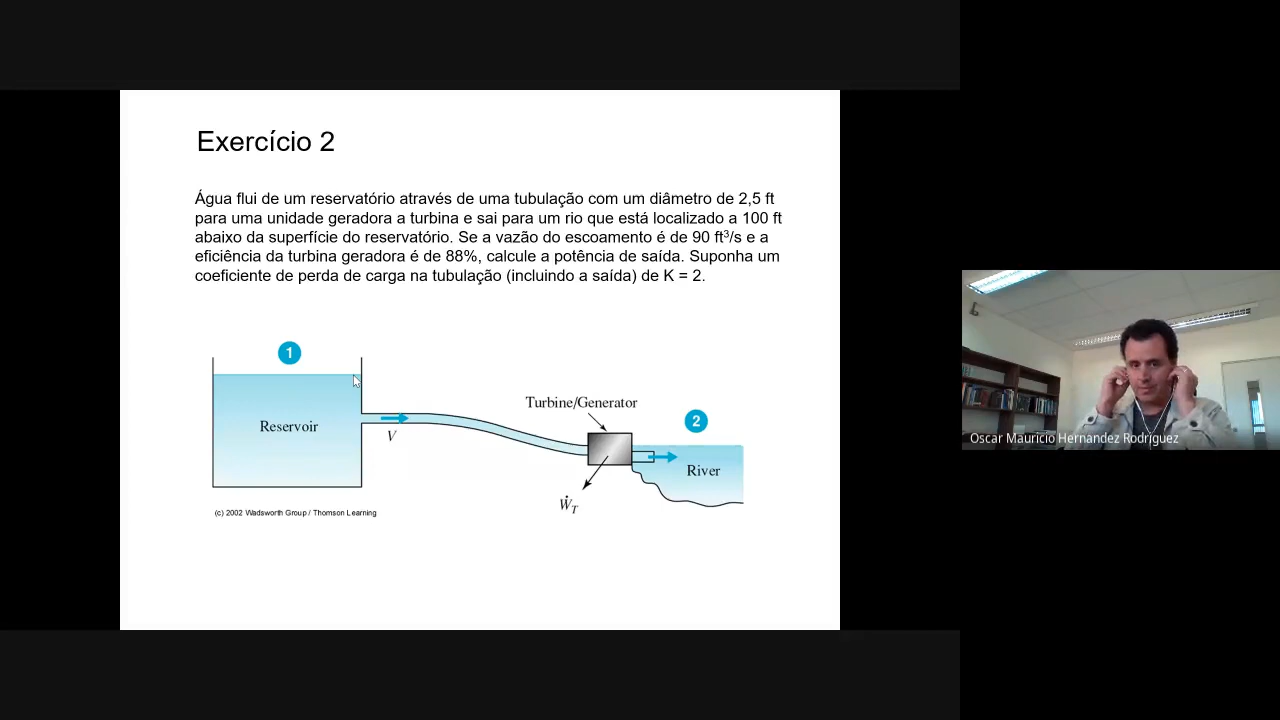 Exercício 2
Água flui de um reservatório através de uma tubulação com um diâmetro de 2,5 ft
para uma unidade geradora a turbina e sai para um rio que está localizado a 100 ft
abaixo da superfície do reservatório. Se a vazão do escoamento é de 90 ft³/s e a
eficiência da turbina geradora é de 88%, calcule a potência de saída. Suponha um
coeficiente de perda de carga na tubulação (incluindo a saída) de K = 2.
1
Turbine/Generator
2
Reservoir
V
River
Ẇ_T
(c) 2002 Wadsworth Group / Thomson Learning
Oscar Mauricio Hernandez Rodriguez